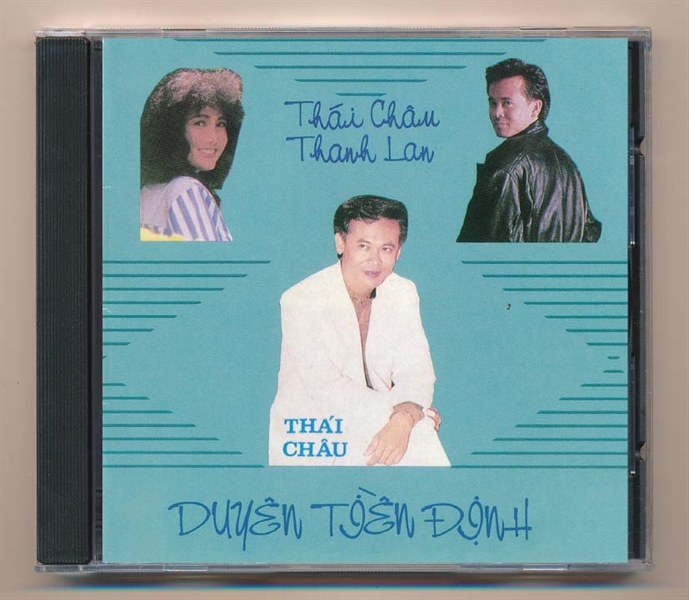 Thái Châu
Thanh Lan
THÁI
CHÂU
DUYÊN TIỀN ĐỊNH